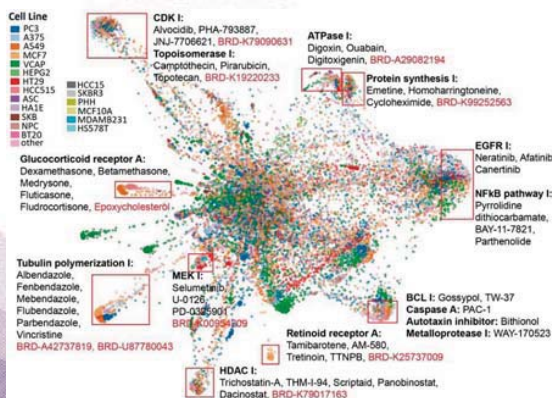 Cell Line
PC3
A375
A549
MCF7
VCAP
HEPG2
HT29
HCC515
ASC
HA1E
SKB
NPC
BT20
other
HCC15
SKBR3
PHH
MCF10A
MDAMB231
HS578T
CDK I:
Alvocidib, PHA-793887,
JNJ-7706621, BRD-K79090631
Topoisomerase I:
Camptothecin, Pirarubicin,
Topotecan, BRD-K19220233
ATPase I:
Digoxin, Ouabain,
Digitoxigenin, BRD-A29082194
Protein synthesis I:
Emetine, Homoharringtoneine,
Cycloheximide, BRD-K99252563
EGFR I:
Neratinib, Afatinib
Canertinib
NFkB pathway I:
Pyrrolidine
dithiocarbamate,
BAY-11-7821,
Parthenolide
Glucocorticoid receptor A:
Dexamethasone, Betamethasone,
Medrysone,
Fluticasone,
Fludrocortisone, Epoxycholesterol
Tubulin polymerization I:
Albendazole,
Fenbendazole,
Mebendazole,
Flubendazole,
Parbendazole,
Vincristine
BRD-A42737819, BRD-U87780043
MEK I:
Selumetinib,
U-0126,
PD-0325901
BCL I: Gossypol, TW-37
Caspase A: PAC-1
Autotaxin inhibitor: Bithionol
Metalloprotease I: WAY-170523
Retinoid receptor A:
Tamibarotene, AM-580,
Tretinoin, TTNPB, BRD-K25737009
HDAC I:
Trichostatin-A, THM-I-94, Scriptaid, Panobinostat,
Dacinostat, BRD-K79017163